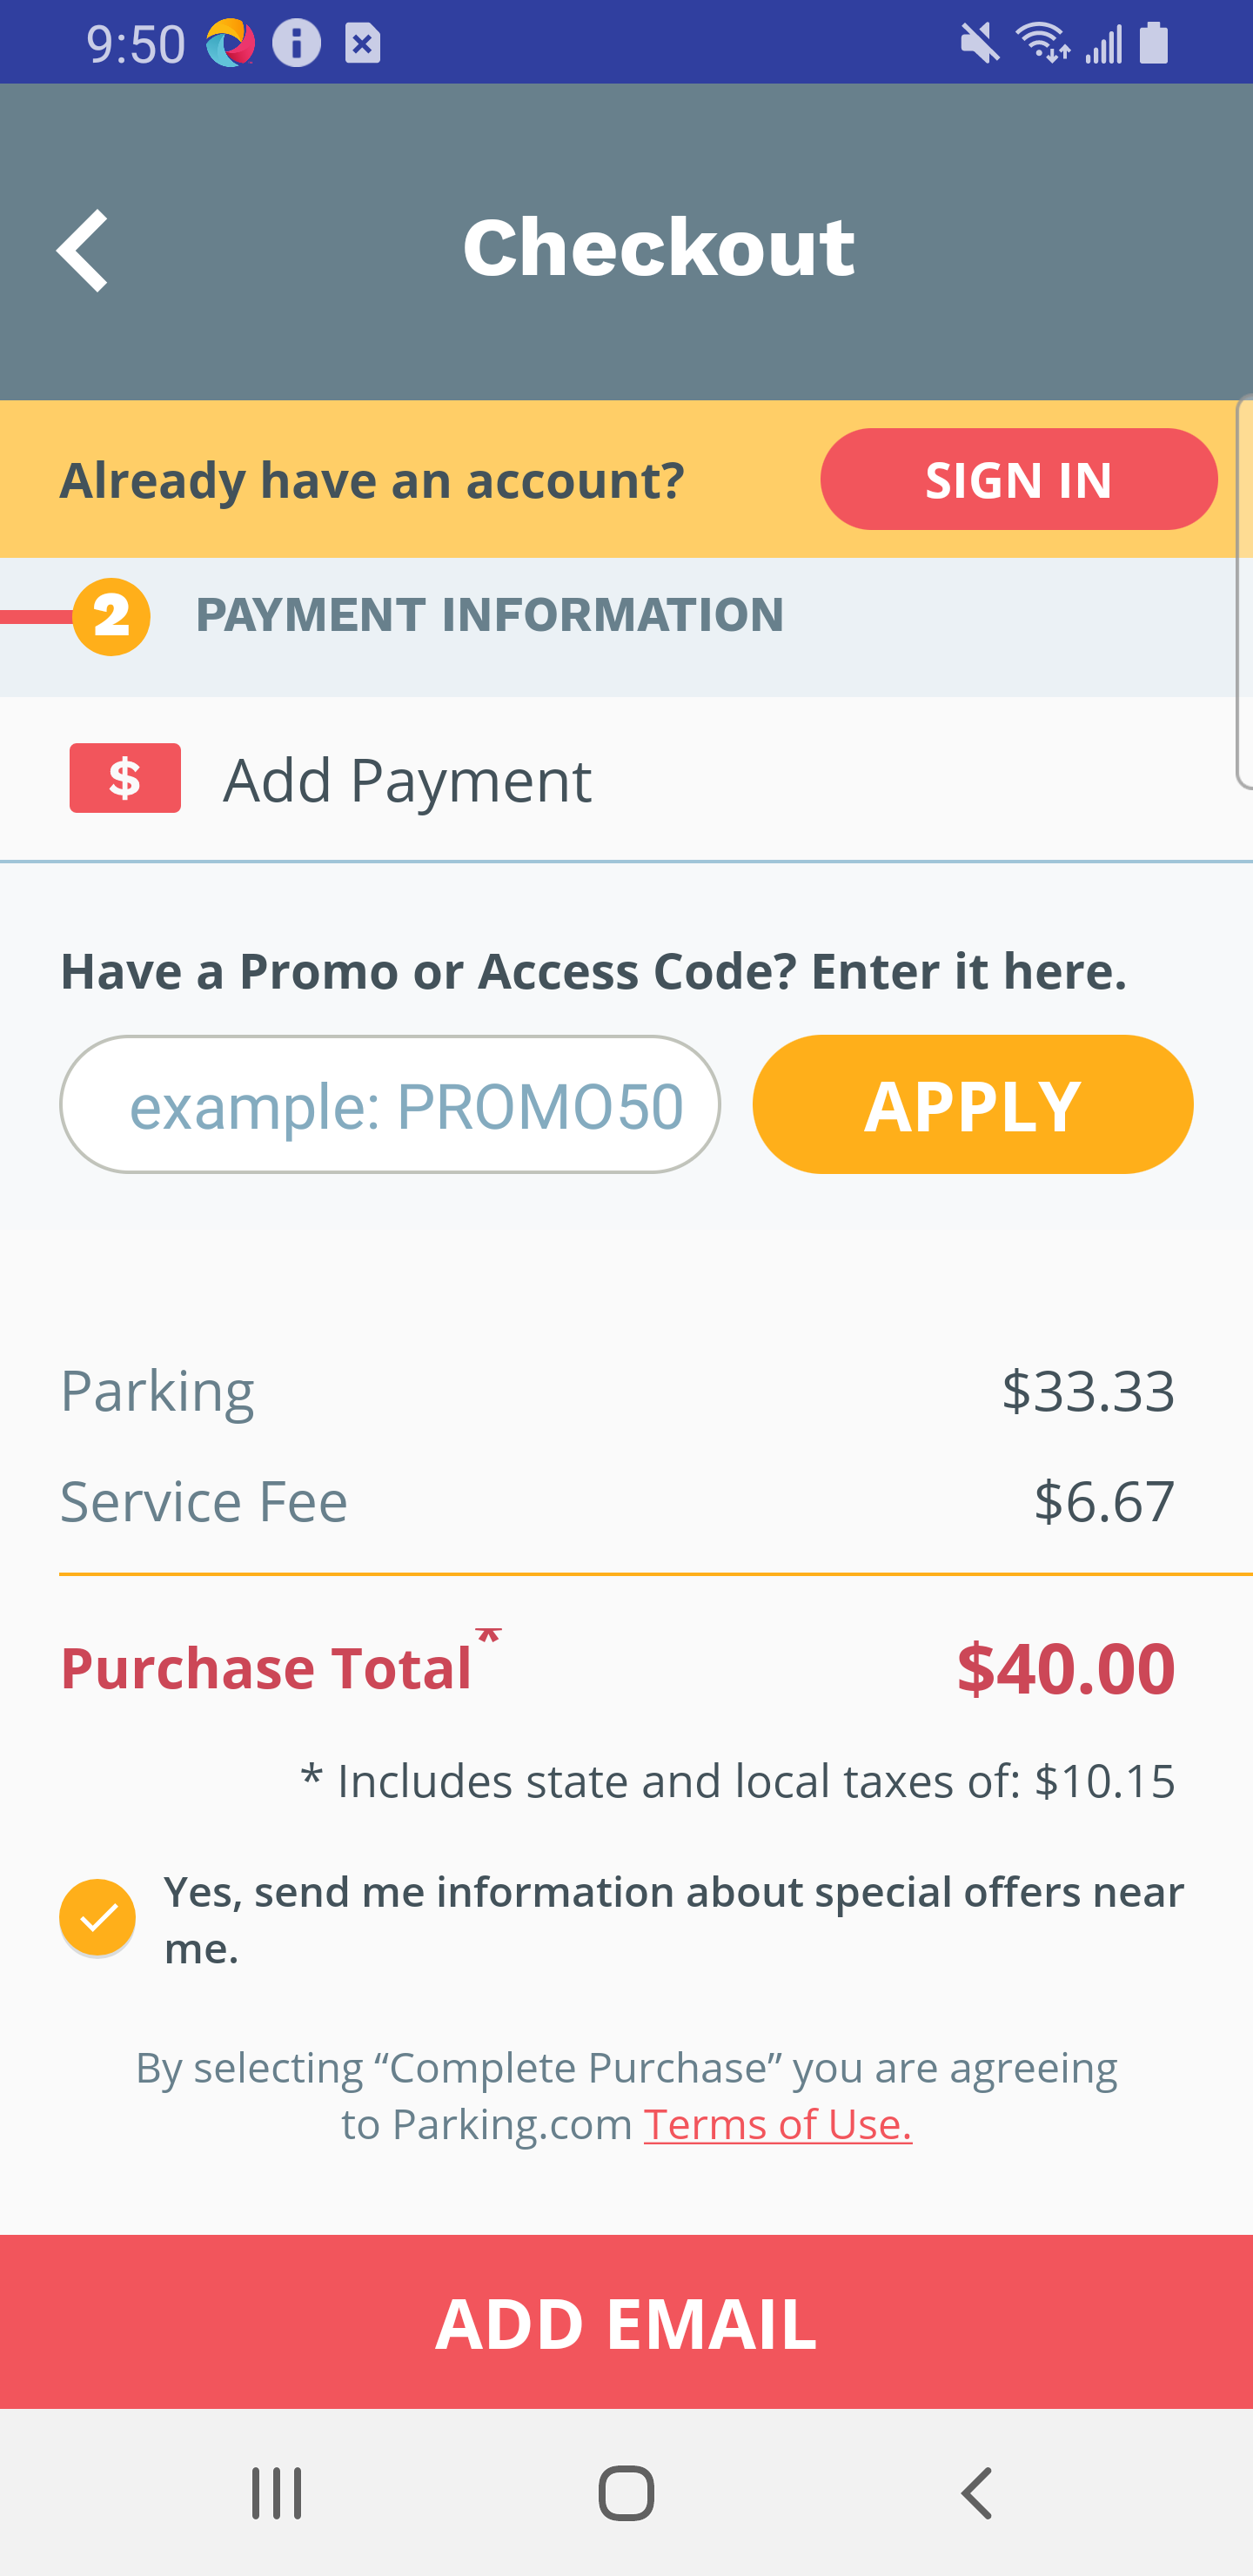 9:50
Checkout
Already have an account?
SIGN IN
2 PAYMENT INFORMATION
$ Add Payment
Have a Promo or Access Code? Enter it here.
example: PROMO50
APPLY
Parking $33.33
Service Fee $6.67
Purchase Total* $40.00
* Includes state and local taxes of: $10.15
Yes, send me information about special offers near
me.
By selecting “Complete Purchase” you are agreeing
to Parking.com Terms of Use.
ADD EMAIL